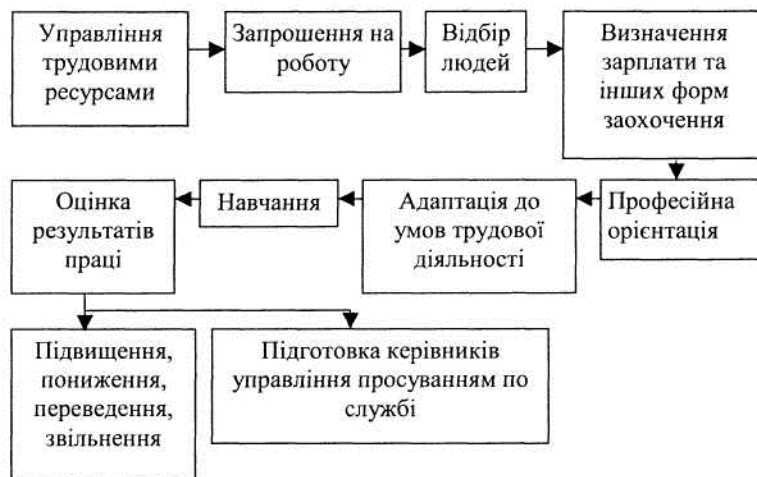 Управління
трудовими
ресурсами
Запрошення на
роботу
Відбір
людей
Визначення
зарплати та
інших форм
заохочення
Оцінка
результатів
праці
Навчання
Адаптація до
умов трудової
діяльності
Професійна
орієнтація
Підвищення,
пониження,
переведення,
звільнення
Підготовка керівників
управління просуванням по
службі